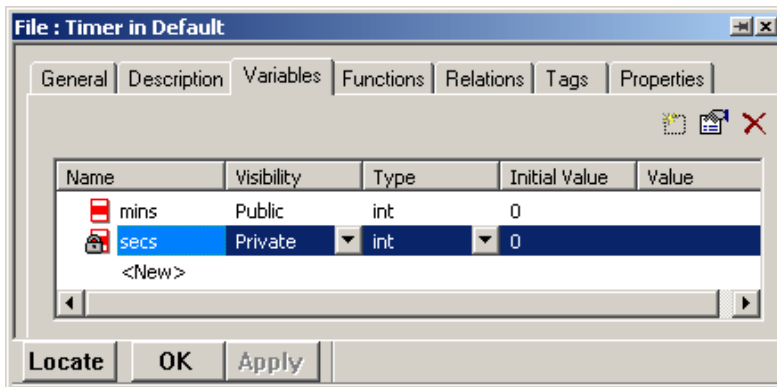 File : Timer in Default
General Description Variables Functions Relations Tags Properties
Name Visibility Type Initial Value Value
mins Public int 0
secs Private int 0
<New>
Locate OK Apply